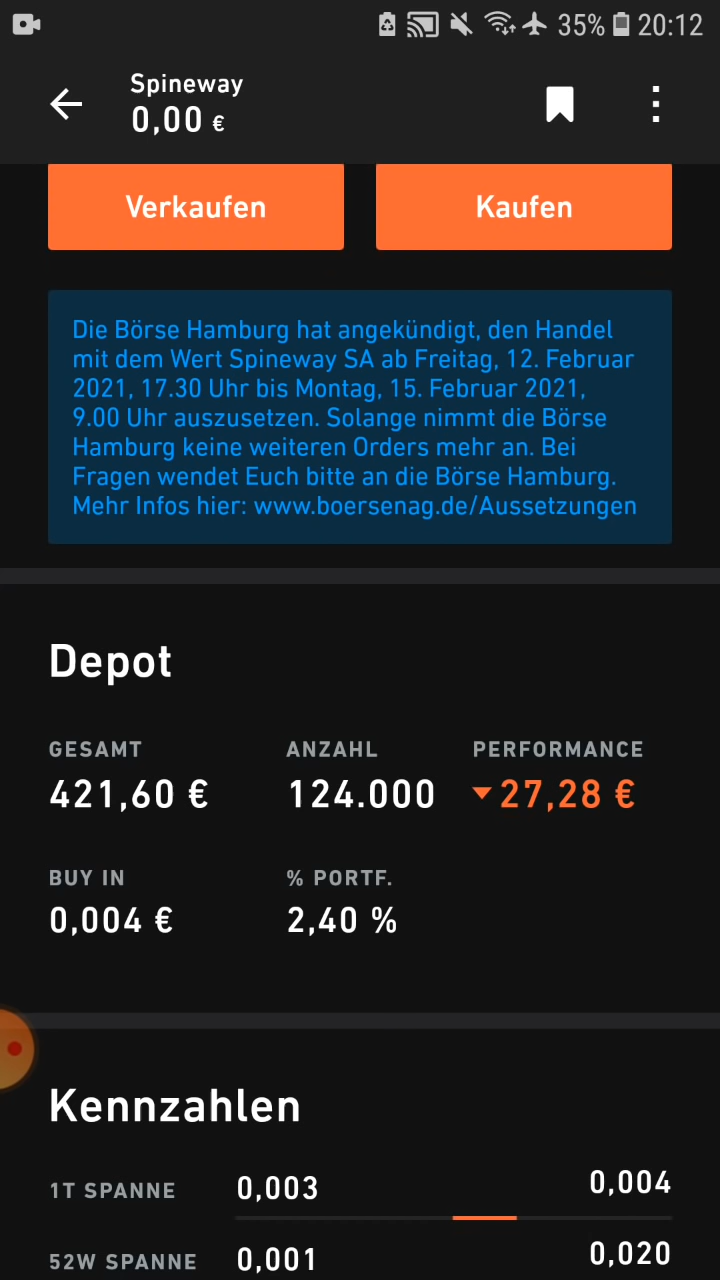 35% 20:12
Spineway
0,00 €
Verkaufen Kaufen
Die Börse Hamburg hat angekündigt, den Handel
mit dem Wert Spineway SA ab Freitag, 12. Februar
2021, 17.30 Uhr bis Montag, 15. Februar 2021,
9.00 Uhr auszusetzen. Solange nimmt die Börse
Hamburg keine weiteren Orders mehr an. Bei
Fragen wendet Euch bitte an die Börse Hamburg.
Mehr Infos hier: www.boersenag.de/Aussetzungen
Depot
GESAMT ANZAHL PERFORMANCE
421,60 € 124.000 27,28 €
BUY IN % PORTF.
0,004 € 2,40 %
Kennzahlen
1T SPANNE 0,003 0,004
52W SPANNE 0,001 0,020